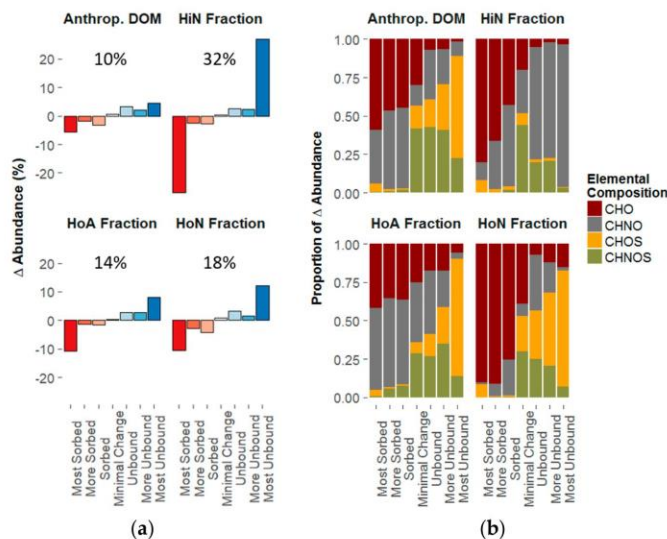 Anthrop. DOM HiN Fraction
10% 32%
20
10
0
-10
-20
HoA Fraction HoN Fraction
14% 18%
20
10
0
-10
-20
Δ Abundance (%)
Most Sorbed
More Sorbed
Sorbed
Minimal Change
Unbound
More Unbound
Most Unbound
Most Sorbed
More Sorbed
Sorbed
Minimal Change
Unbound
More Unbound
Most Unbound
(a)
Anthrop. DOM HiN Fraction
1.00
0.75
0.50
0.25
0.00
HoA Fraction HoN Fraction
1.00
0.75
0.50
0.25
0.00
Proportion of Δ Abundance
Most Sorbed
More Sorbed
Sorbed
Minimal Change
Unbound
More Unbound
Most Unbound
Most Sorbed
More Sorbed
Sorbed
Minimal Change
Unbound
More Unbound
Most Unbound
(b)
Elemental
Composition
CHO
CHNO
CHOS
CHNOS